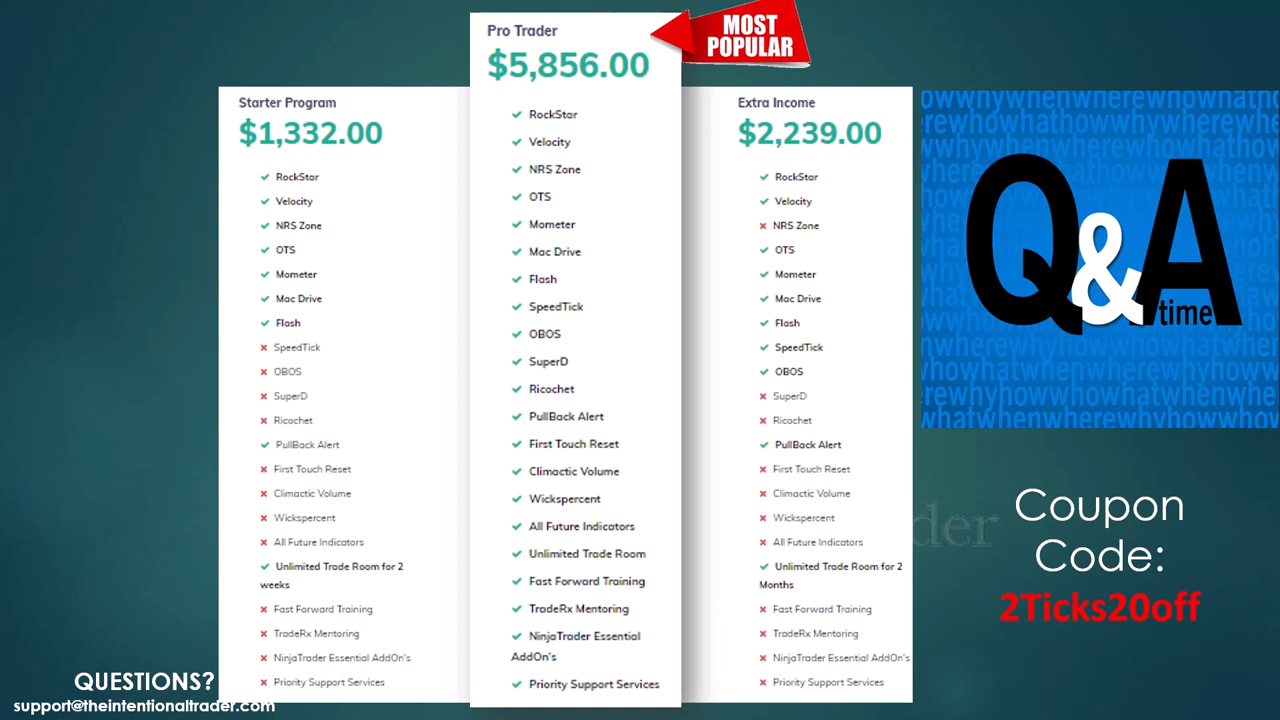 Pro Trader
$5,856.00
RockStar
Velocity
NRS Zone
OTS
Mometer
Mac Drive
Flash
SpeedTick
OBOS
SuperD
Ricochet
PullBack Alert
First Touch Reset
Climactic Volume
Wickspercent
All Future Indicators
Unlimited Trade Room
Fast Forward Training
TradeRx Mentoring
NinjaTrader Essential
AddOn's
Priority Support Services
MOST
POPULAR
Starter Program
$1,332.00
RockStar
Velocity
NRS Zone
OTS
Mometer
Mac Drive
Flash
SpeedTick
OBOS
SuperD
Ricochet
PullBack Alert
First Touch Reset
Climactic Volume
Wickspercent
All Future Indicators
Unlimited Trade Room for 2
weeks
Fast Forward Training
TradeRx Mentoring
NinjaTrader Essential AddOn's
Priority Support Services
Extra Income
$2,239.00
RockStar
Velocity
NRS Zone
OTS
Mometer
Mac Drive
Flash
SpeedTick
OBOS
SuperD
Ricochet
PullBack Alert
First Touch Reset
Climactic Volume
Wickspercent
All Future Indicators
Unlimited Trade Room for 2
Months
Fast Forward Training
TradeRx Mentoring
NinjaTrader Essential AddOn's
Priority Support Services
Q&A
time
Coupon
Code:
2Ticks20off
QUESTIONS?
support@theintentionaltrader.com